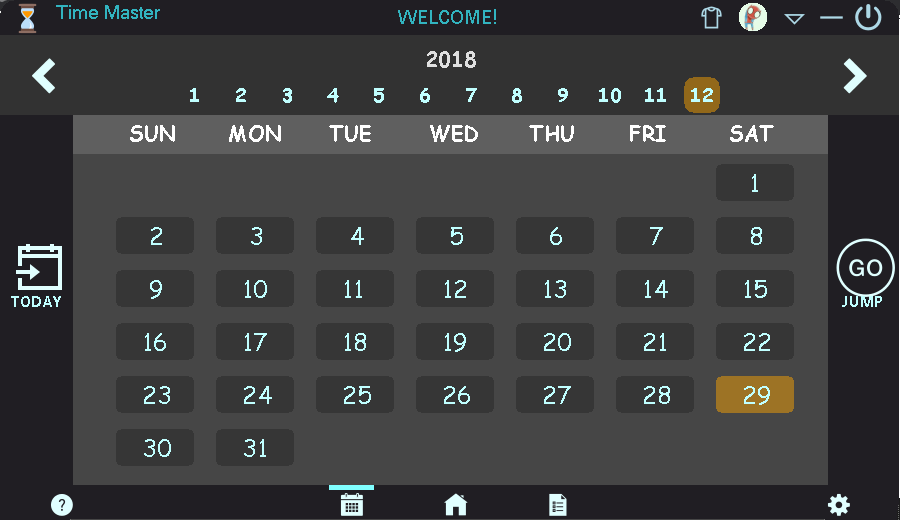 Time Master WELCOME!
2018
1 2 3 4 5 6 7 8 9 10 11 12
SUN MON TUE WED THU FRI SAT
1
2 3 4 5 6 7 8
9 10 11 12 13 14 15
TODAY GO
JUMP
16 17 18 19 20 21 22
23 24 25 26 27 28 29
30 31
?